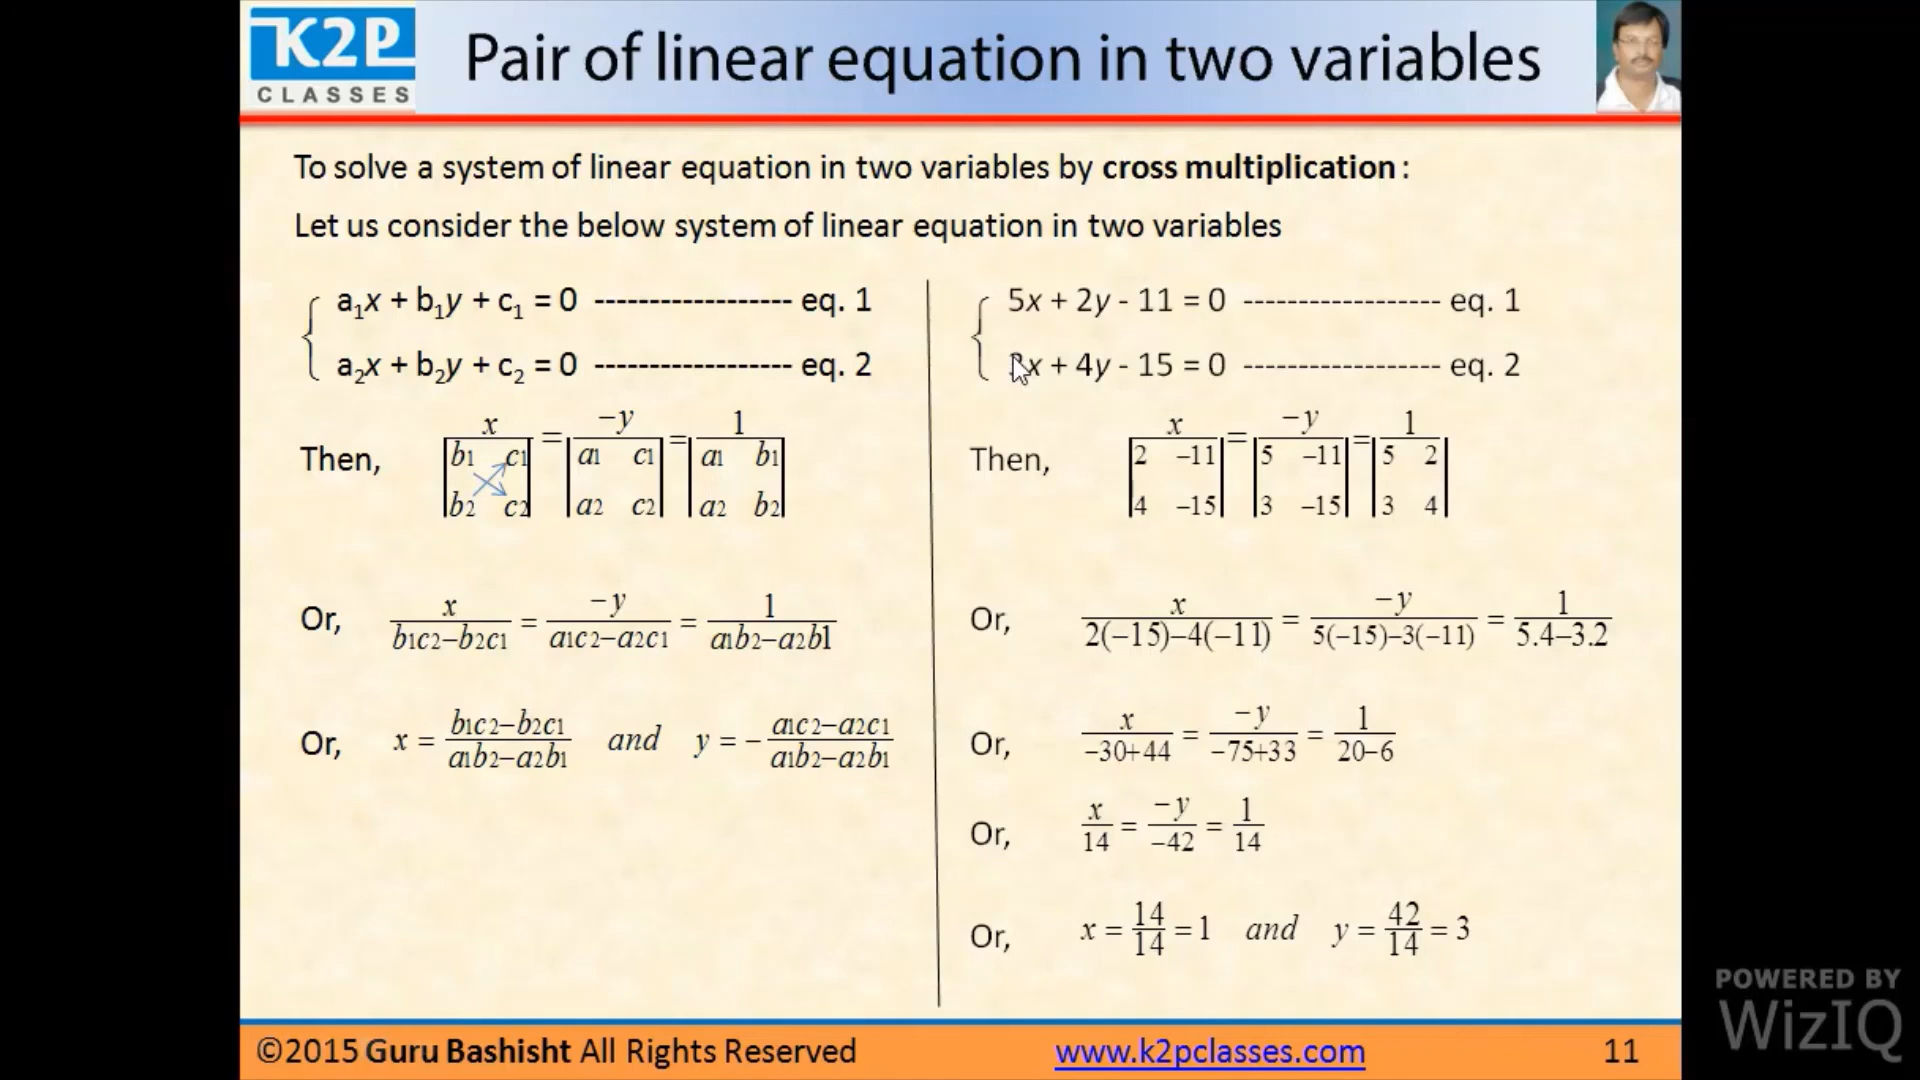 K2P
CLASSES
Pair of linear equation in two variables
To solve a system of linear equation in two variables by cross multiplication :
Let us consider the below system of linear equation in two variables
a₁x + b₁y + c₁ = 0 ------------------ eq. 1
a₂x + b₂y + c₂ = 0 ------------------ eq. 2
Then, x/|b1 c1; b2 c2| = −y/|a1 c1; a2 c2| = 1/|a1 b1; a2 b2|
Or, x/(b1c2−b2c1) = −y/(a1c2−a2c1) = 1/(a1b2−a2b1)
Or, x = (b1c2−b2c1)/(a1b2−a2b1) and y = −(a1c2−a2c1)/(a1b2−a2b1)
5x + 2y - 11 = 0 ------------------ eq. 1
x + 4y - 15 = 0 ------------------ eq. 2
Then, x/|2 −11; 4 −15| = −y/|5 −11; 3 −15| = 1/|5 2; 3 4|
Or, x/(2(−15)−4(−11)) = −y/(5(−15)−3(−11)) = 1/(5.4−3.2)
Or, x/(−30+44) = −y/(−75+33) = 1/(20−6)
Or, x/14 = −y/−42 = 1/14
Or, x = 14/14 = 1 and y = 42/14 = 3
©2015 Guru Bashisht All Rights Reserved
www.k2pclasses.com
11
POWERED BY
WizIQ